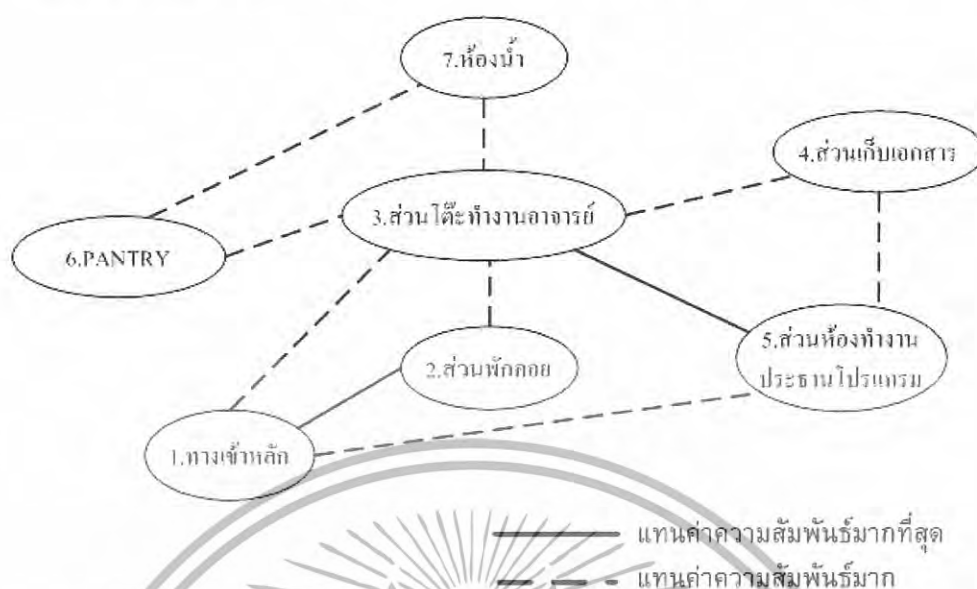 7.ห้องน้ำ
4.ส่วนเก็บเอกสาร
3.ส่วนโต๊ะทำงานอาจารย์
6.PANTRY
5.ส่วนห้องทำงาน
ประธานโปรแกรม
2.ส่วนพักคอย
1.ทางเข้าหลัก
แทนค่าความสัมพันธ์มากที่สุด
แทนค่าความสัมพันธ์มาก